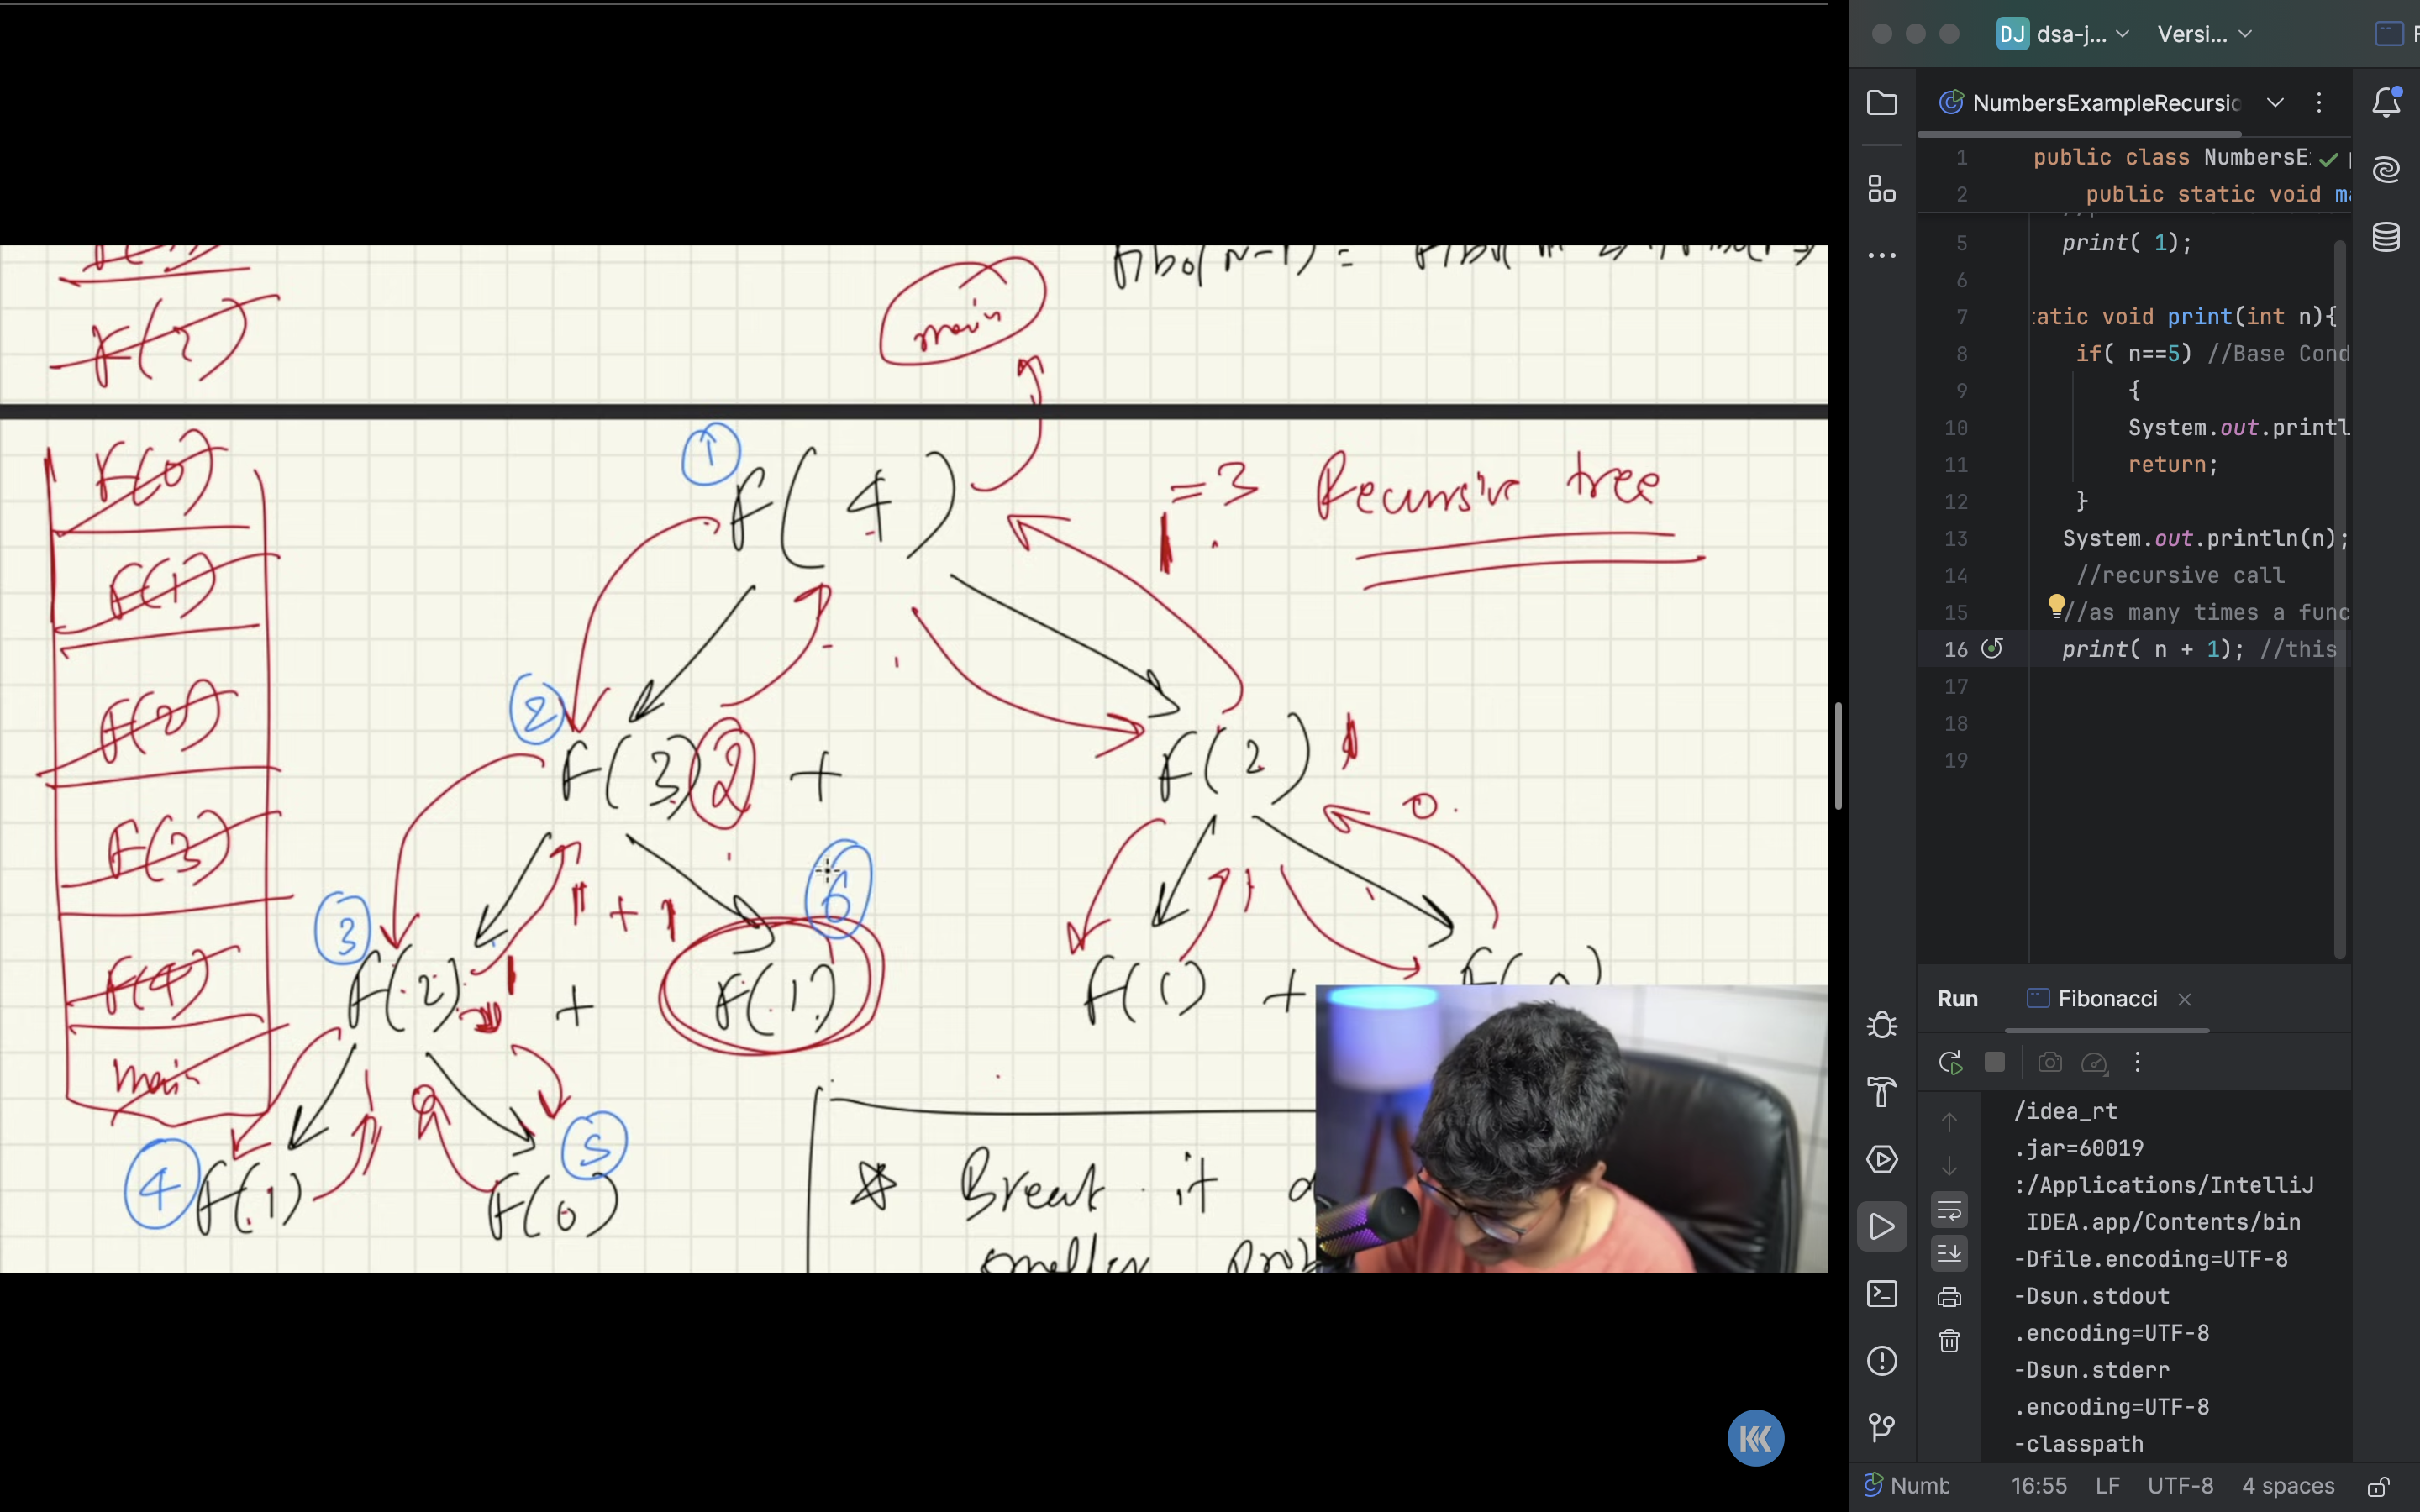 fibo(n-1) =
f(2)
main
①
f(4)
=3 Recursive tree
f(0)
f(1)
f(2)
f(3)
f(4)
main
②
f(3) 2 +
f(2) 1
0
③
1 + 1
⑥
1
f(2) 1
+
f(1)
f(1) +
1
0
④ f(1)
⑤
f(0)
☆ Break it
smaller
KK
DJ dsa-j...
Versi...
NumbersExampleRecursio
1 public class NumbersE
2 public static void ma
5 print( 1);
6
7 atic void print(int n){
8 if( n==5) //Base Cond
9 {
10 System.out.printl
11 return;
12 }
13 System.out.println(n);
14 //recursive call
15 //as many times a func
16 print( n + 1); //this
17
18
19
Run
Fibonacci
/idea_rt
.jar=60019
:/Applications/IntelliJ
IDEA.app/Contents/bin
-Dfile.encoding=UTF-8
-Dsun.stdout
.encoding=UTF-8
-Dsun.stderr
.encoding=UTF-8
-classpath
Numb
16:55
LF
UTF-8
4 spaces